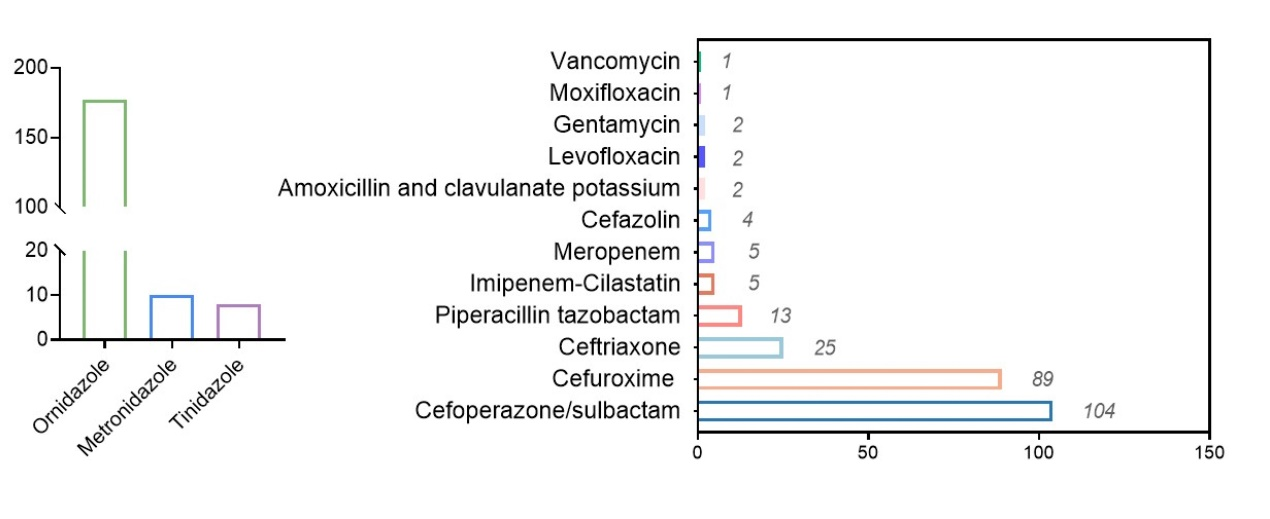 200
150
100
20
10
0
Ornidazole
Metronidazole
Tinidazole
Vancomycin 1
Moxifloxacin 1
Gentamycin 2
Levofloxacin 2
Amoxicillin and clavulanate potassium 2
Cefazolin 4
Meropenem 5
Imipenem-Cilastatin 5
Piperacillin tazobactam 13
Ceftriaxone 25
Cefuroxime 89
Cefoperazone/sulbactam 104
0 50 100 150